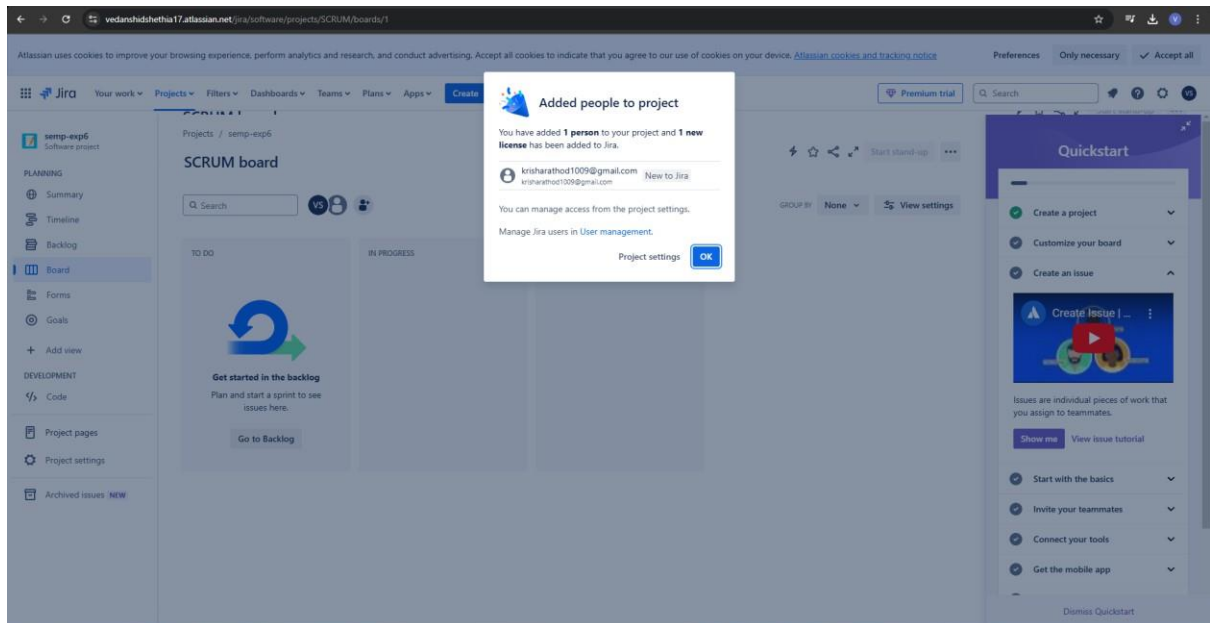 vedanshidshethia17.atlassian.net/jira/software/projects/SCRUM/boards/1
Atlassian uses cookies to improve your browsing experience, perform analytics and research, and conduct advertising. Accept all cookies to indicate that you agree to our use of cookies on your device. Atlassian cookies and tracking notice
Preferences Only necessary Accept all
Jira Your work Projects Filters Dashboards Teams Plans Apps Create Premium trial Search VS
semp-exp6
Software project
PLANNING
Summary
Timeline
Backlog
Board
Forms
Goals
Add view
DEVELOPMENT
Code
Project pages
Project settings
Archived issues NEW
Projects / semp-exp6
SCRUM board
Start stand-up
Search
VS
GROUP BY None View settings
TO DO
IN PROGRESS
Get started in the backlog
Plan and start a sprint to see
issues here.
Go to Backlog
Added people to project
You have added 1 person to your project and 1 new
license has been added to Jira.
krisharathod1009@gmail.com New to Jira
krisharathod1009@gmail.com
You can manage access from the project settings.
Manage Jira users in User management.
Project settings OK
Quickstart
Create a project
Customize your board
Create an issue
Create Issue | ...
Issues are individual pieces of work that
you assign to teammates.
Show me View issue tutorial
Start with the basics
Invite your teammates
Connect your tools
Get the mobile app
Dismiss Quickstart